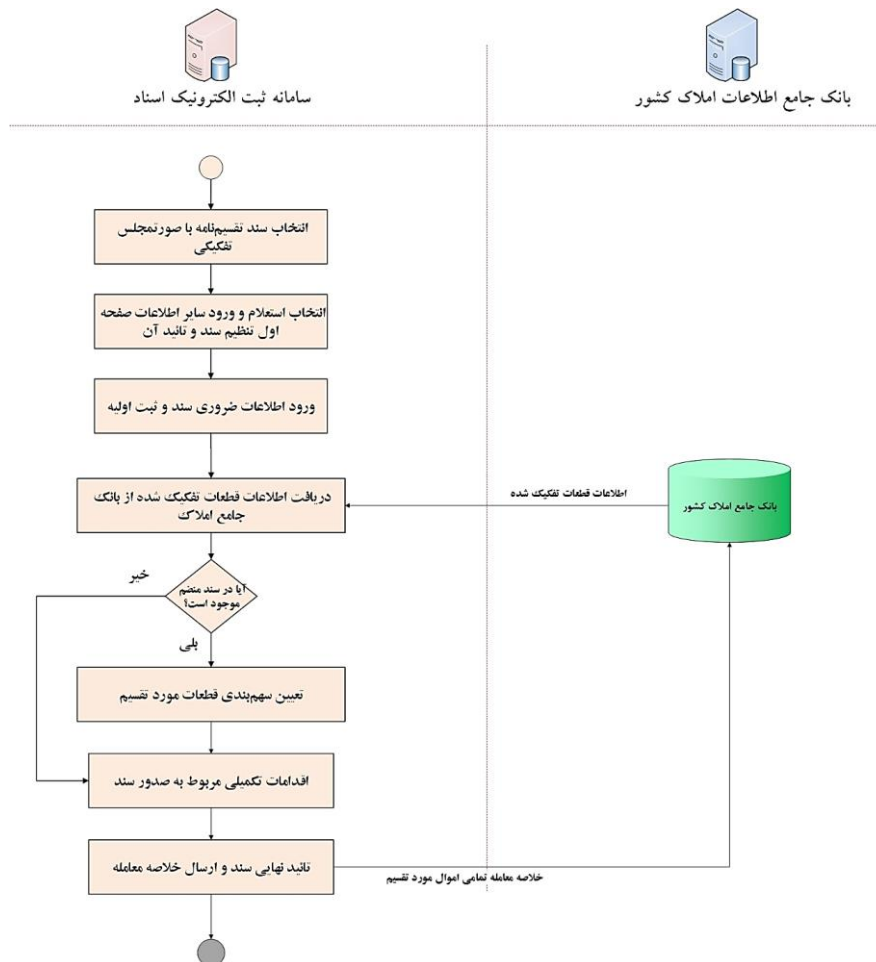 بانک جامع اطلاعات املاک کشور
سامانه ثبت الکترونیک اسناد
انتخاب سند تقسیم‌نامه با صورتمجلس
تفکیکی
انتخاب استعلام و ورود سایر اطلاعات صفحه
اول تنظیم سند و تائید آن
ورود اطلاعات ضروری سند و ثبت اولیه
دریافت اطلاعات قطعات تفکیک شده از بانک
جامع املاک
اطلاعات قطعات تفکیک شده
بانک جامع املاک کشور
آیا در سند منضم
موجود است؟
خیر
بلی
تعیین سهم‌بندی قطعات مورد تقسیم
اقدامات تکمیلی مربوط به صدور سند
تائید نهایی سند و ارسال خلاصه معامله
خلاصه معامله تمامی اموال مورد تقسیم